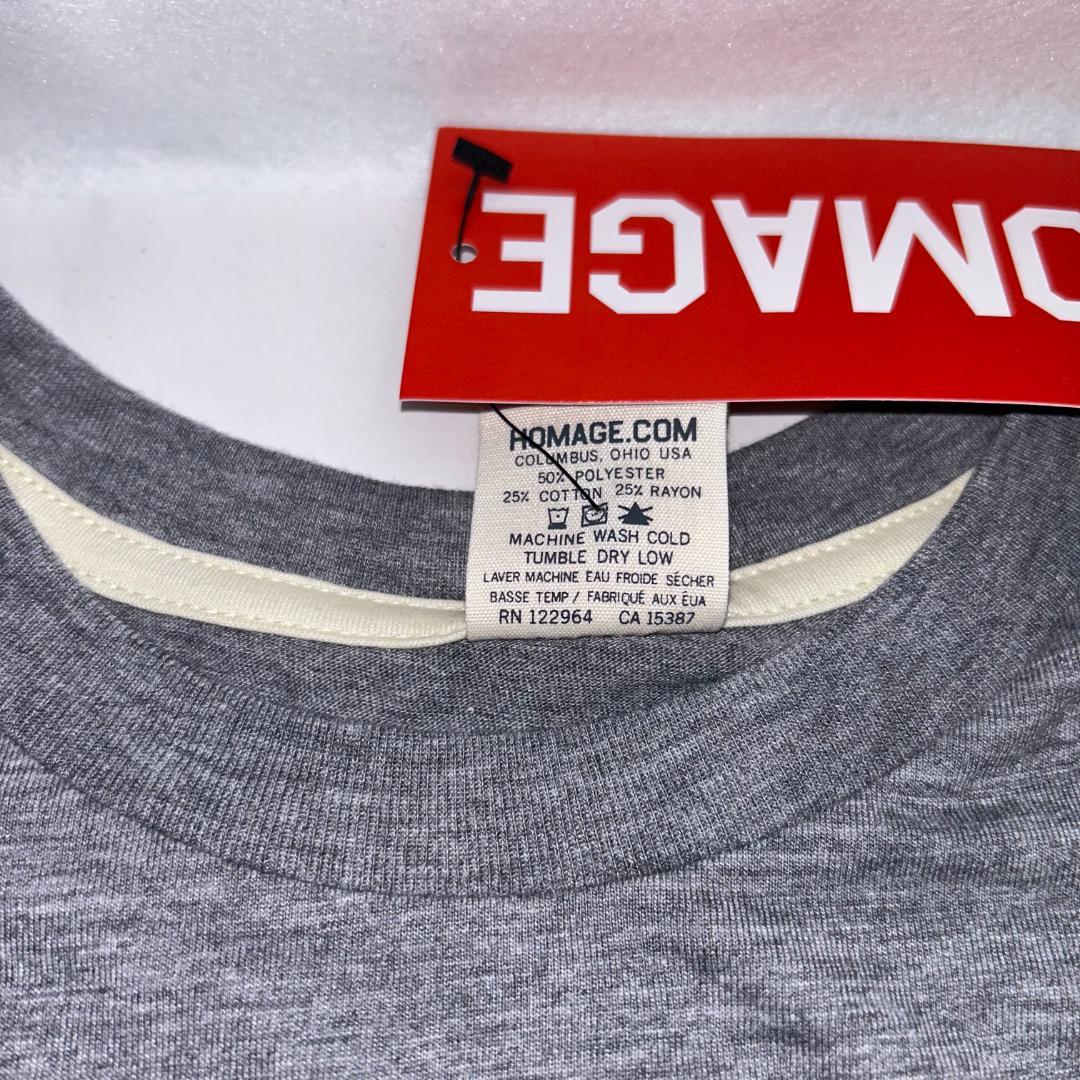 OMAGE
HOMAGE.COM
COLUMBUS, OHIO USA
50% POLYESTER
25% COTTON 25% RAYON
MACHINE WASH COLD
TUMBLE DRY LOW
LAVER MACHINE EAU FROIDE SÉCHER
BASSE TEMP / FABRIQUÉ AUX ÉUA
RN 122964 CA 15387